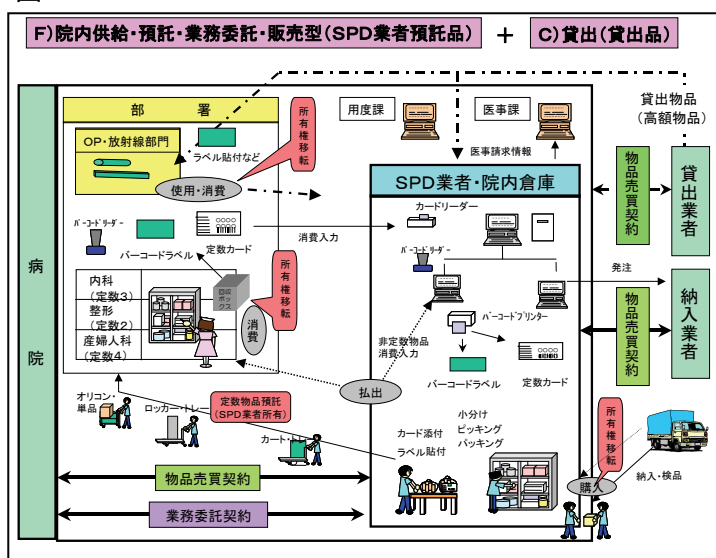 F)院内供給・預託・業務委託・販売型(SPD業者預託品)
+
C)貸出(貸出品)
病院
部 署
OP・放射線部門
ラベル貼付など
使用・消費
所有権移転
用度課
医事課
医事請求情報
貸出物品
(高額物品)
物品売買契約
貸出業者
SPD業者・院内倉庫
カードリーダー
バーコードリーダー
バーコードラベル
定数カード
消費入力
バーコードリーダー
発注
内科
(定数3)
整形
(定数2)
産婦人科
(定数4)
回収
ボックス
消費
所有権移転
物品売買契約
納入業者
バーコードプリンター
非定数物品
消費入力
払出
バーコードラベル
定数カード
オリコン・
単品
ロッカー・トレー
カート・トレー
定数物品預託
(SPD業者所有)
カード添付
ラベル貼付
小分け
ピッキング
パッキング
所有権移転
購入
納入・検品
物品売買契約
業務委託契約